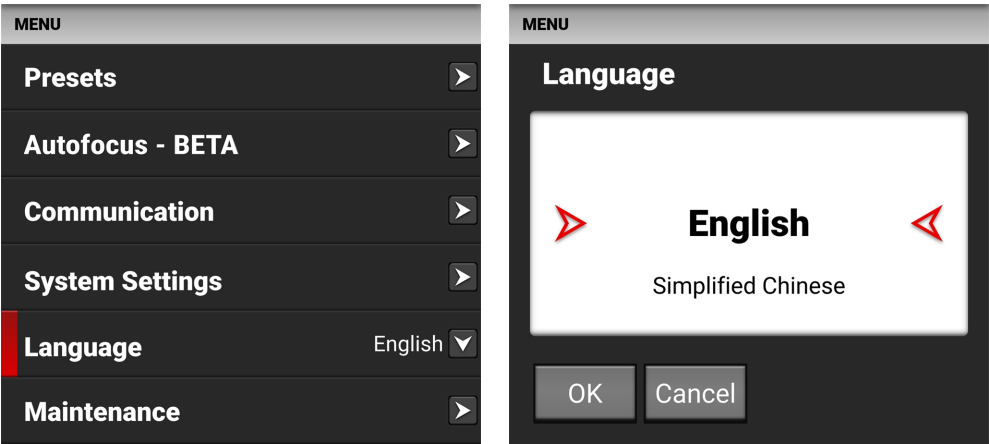 MENU
Presets
Autofocus - BETA
Communication
System Settings
Language English
Maintenance
MENU
Language
English
Simplified Chinese
OK Cancel